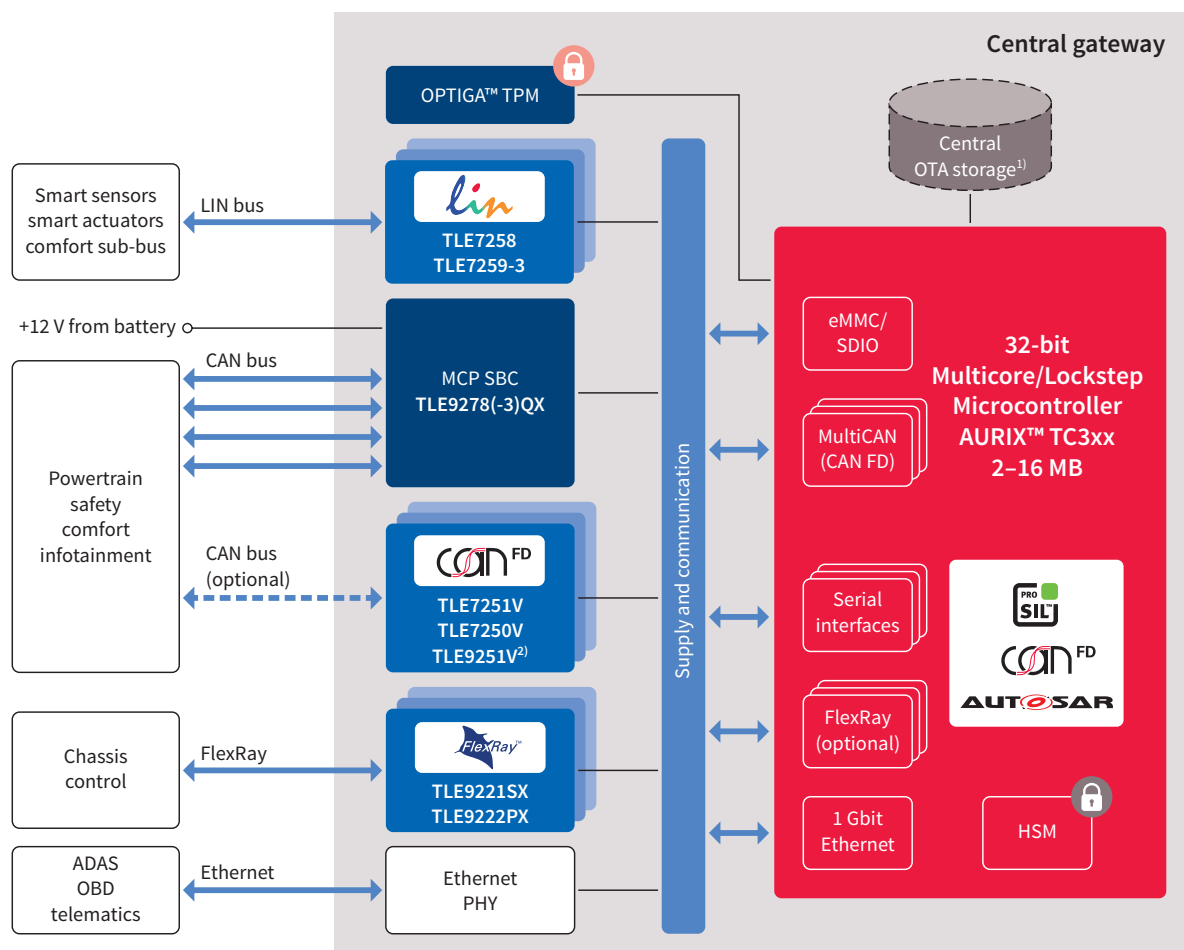 Central gateway
OPTIGA™ TPM
Central
OTA storage1)
Smart sensors
smart actuators
comfort sub-bus
LIN bus
lin
TLE7258
TLE7259-3
+12 V from battery
CAN bus
MCP SBC
TLE9278(-3)QX
Powertrain
safety
comfort
infotainment
CAN bus
(optional)
CAN FD
TLE7251V
TLE7250V
TLE9251V2)
Chassis
control
FlexRay
FlexRay™
TLE9221SX
TLE9222PX
ADAS
OBD
telematics
Ethernet
Ethernet
PHY
Supply and communication
eMMC/
SDIO
MultiCAN
(CAN FD)
Serial
interfaces
FlexRay
(optional)
1 Gbit
Ethernet
32-bit
Multicore/Lockstep
Microcontroller
AURIX™ TC3xx
2–16 MB
PRO
SIL™
CAN FD
AUTOSAR
HSM